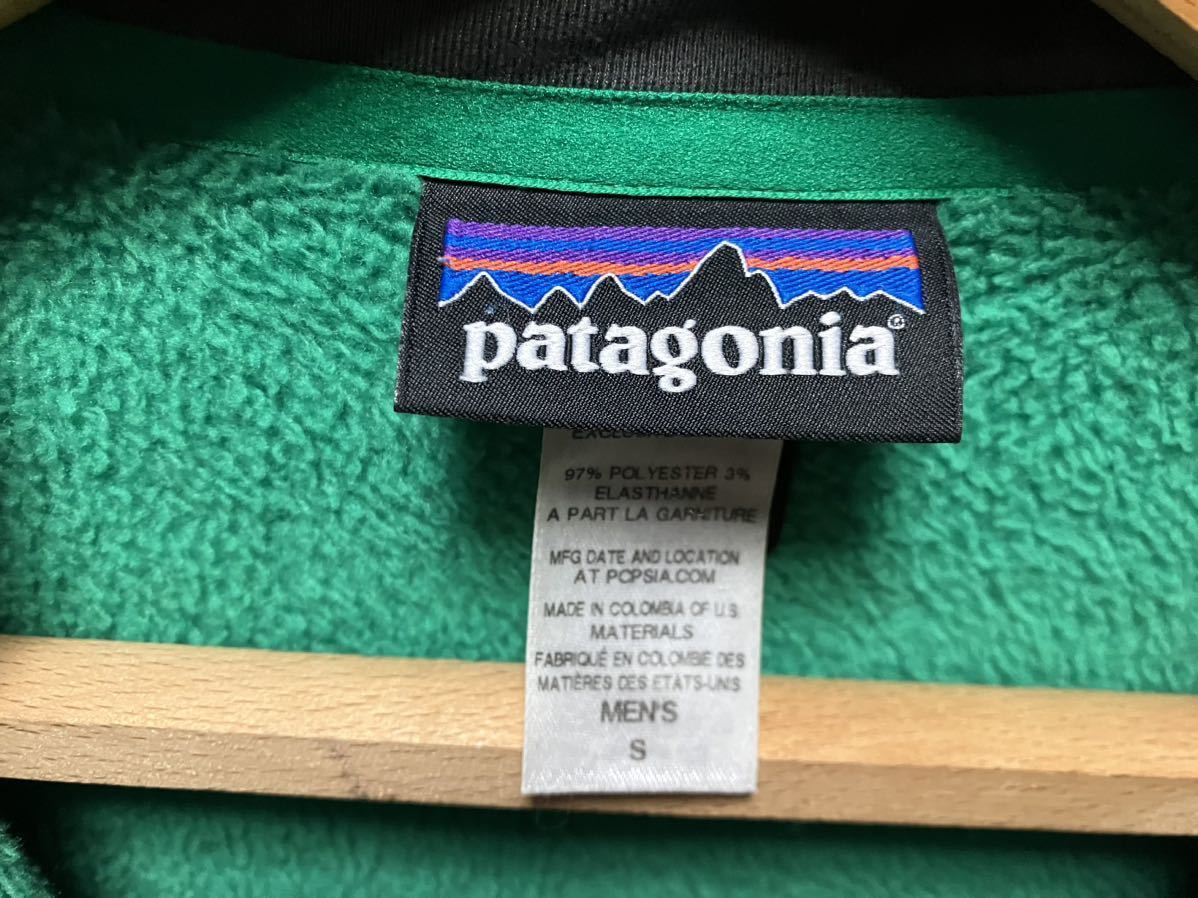 patagonia®
97% POLYESTER 3%
ELASTHANNE
A PART LA GARNITURE
MFG DATE AND LOCATION
AT PCPSIA.COM
MADE IN COLOMBIA OF U.S
MATERIALS
FABRIQUÉ EN COLOMBIE DES
MATIÈRES DES ETATS-UNIS
MEN'S
S